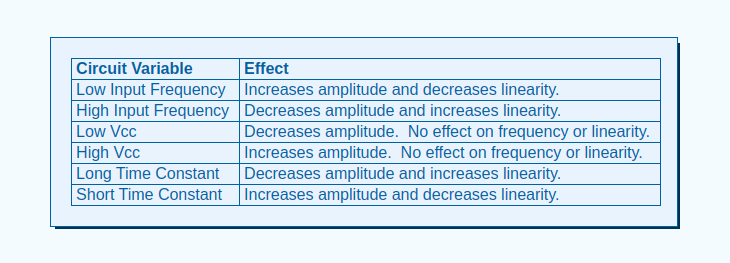 Circuit Variable Effect
Low Input Frequency Increases amplitude and decreases linearity.
High Input Frequency Decreases amplitude and increases linearity.
Low Vcc Decreases amplitude.  No effect on frequency or linearity.
High Vcc Increases amplitude.  No effect on frequency or linearity.
Long Time Constant Decreases amplitude and increases linearity.
Short Time Constant Increases amplitude and decreases linearity.